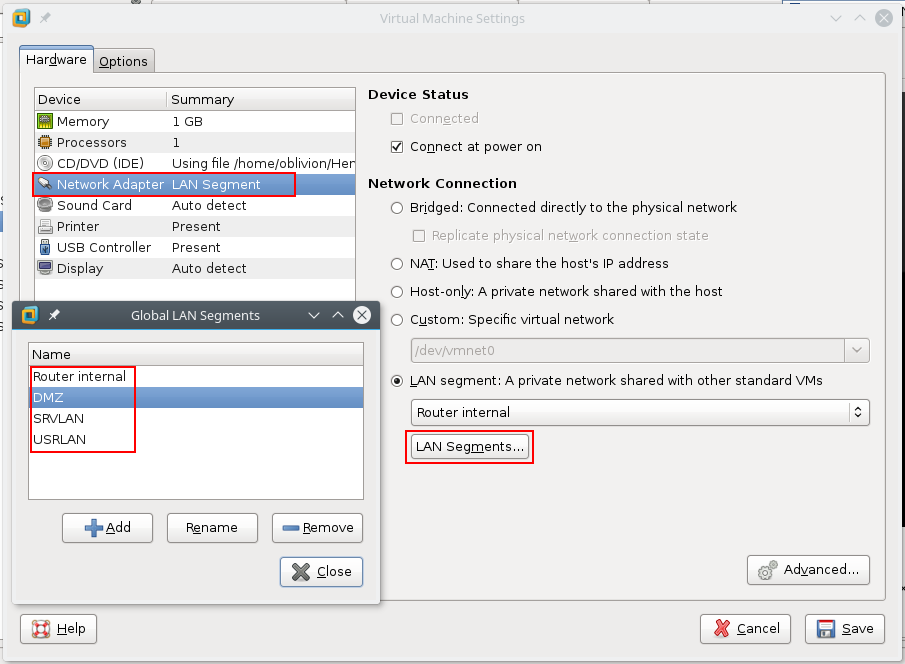 Virtual Machine Settings
Hardware
Options
Device Summary
Memory 1 GB
Processors 1
CD/DVD (IDE) Using file /home/oblivion/Her
Network Adapter LAN Segment
Sound Card Auto detect
Printer Present
USB Controller Present
Display Auto detect
Device Status
Connected
Connect at power on
Network Connection
Bridged: Connected directly to the physical network
Replicate physical network connection state
NAT: Used to share the host's IP address
Host-only: A private network shared with the host
Custom: Specific virtual network
/dev/vmnet0
LAN segment: A private network shared with other standard VMs
Router internal
LAN Segments...
Advanced...
Global LAN Segments
Name
Router internal
DMZ
SRVLAN
USRLAN
Add Rename Remove
Close
Help Cancel Save